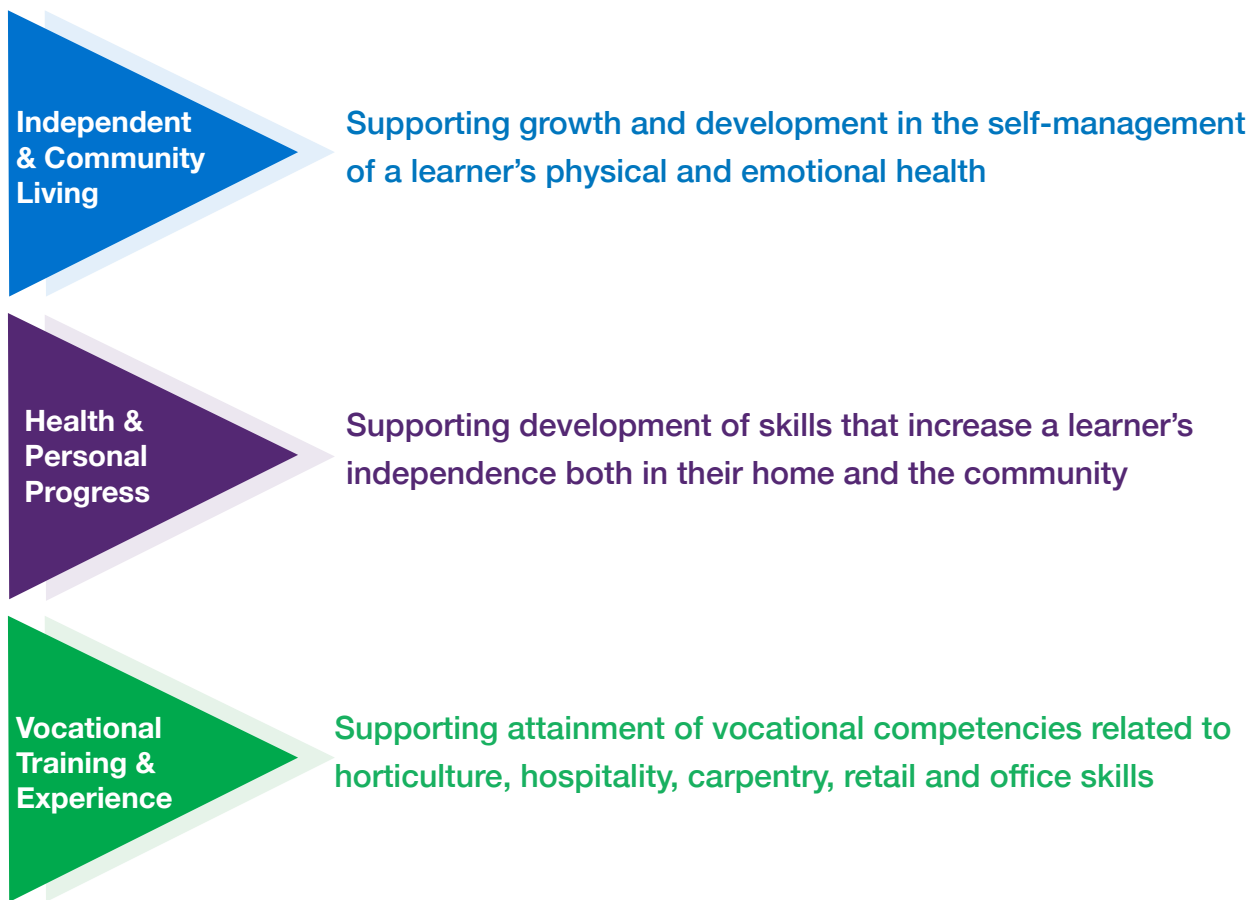 Independent
& Community
Living
Supporting growth and development in the self-management
of a learner’s physical and emotional health
Health &
Personal
Progress
Supporting development of skills that increase a learner’s
independence both in their home and the community
Vocational
Training &
Experience
Supporting attainment of vocational competencies related to
horticulture, hospitality, carpentry, retail and office skills